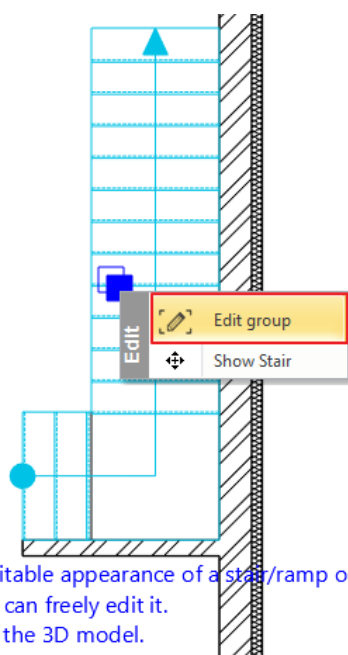 Edit
Edit group
Show Stair
itable appearance of a stair/ramp o
can freely edit it.
the 3D model.